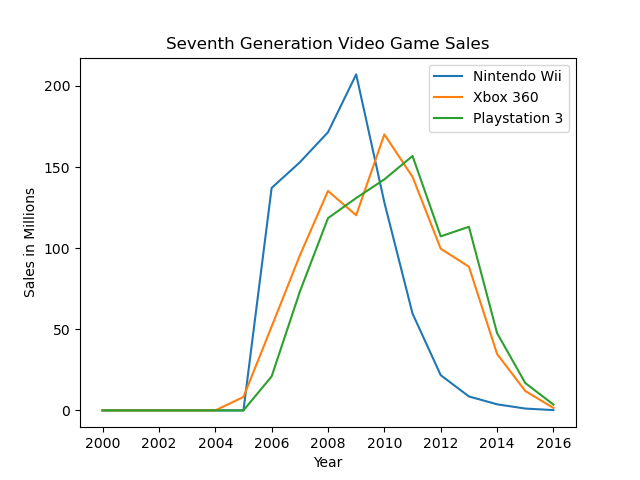 Seventh Generation Video Game Sales
Nintendo Wii
Xbox 360
Playstation 3
Sales in Millions
200
150
100
50
0
2000 2002 2004 2006 2008 2010 2012 2014 2016
Year